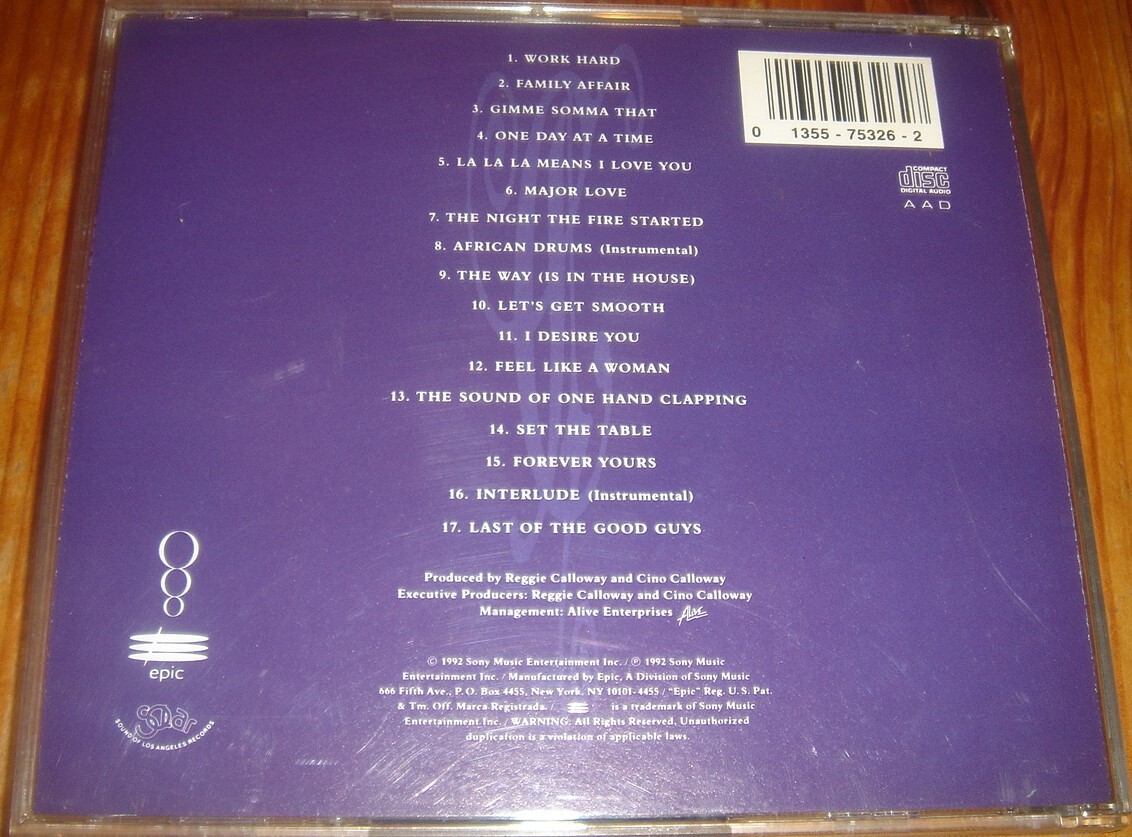 1. WORK HARD
2. FAMILY AFFAIR
3. GIMME SOMMA THAT
4. ONE DAY AT A TIME
5. LA LA LA MEANS I LOVE YOU
6. MAJOR LOVE
7. THE NIGHT THE FIRE STARTED
8. AFRICAN DRUMS (Instrumental)
9. THE WAY (IS IN THE HOUSE)
10. LET'S GET SMOOTH
11. I DESIRE YOU
12. FEEL LIKE A WOMAN
13. THE SOUND OF ONE HAND CLAPPING
14. SET THE TABLE
15. FOREVER YOURS
16. INTERLUDE (Instrumental)
17. LAST OF THE GOOD GUYS
0 1355 - 75326 - 2
COMPACT
disc
DIGITAL AUDIO
AAD
Produced by Reggie Calloway and Cino Calloway
Executive Producers: Reggie Calloway and Cino Calloway
Management: Alive Enterprises Alive
epic
SOLAR
SOUND OF LOS ANGELES RECORDS
© 1992 Sony Music Entertainment Inc. / ℗ 1992 Sony Music
Entertainment Inc. / Manufactured by Epic, A Division of Sony Music
666 Fifth Ave., P.O. Box 4455, New York, NY 10101-4455 / "Epic" Reg. U.S. Pat.
& Tm. Off. Marca Registrada. / is a trademark of Sony Music
Entertainment Inc. / WARNING: All Rights Reserved. Unauthorized
duplication is a violation of applicable laws.